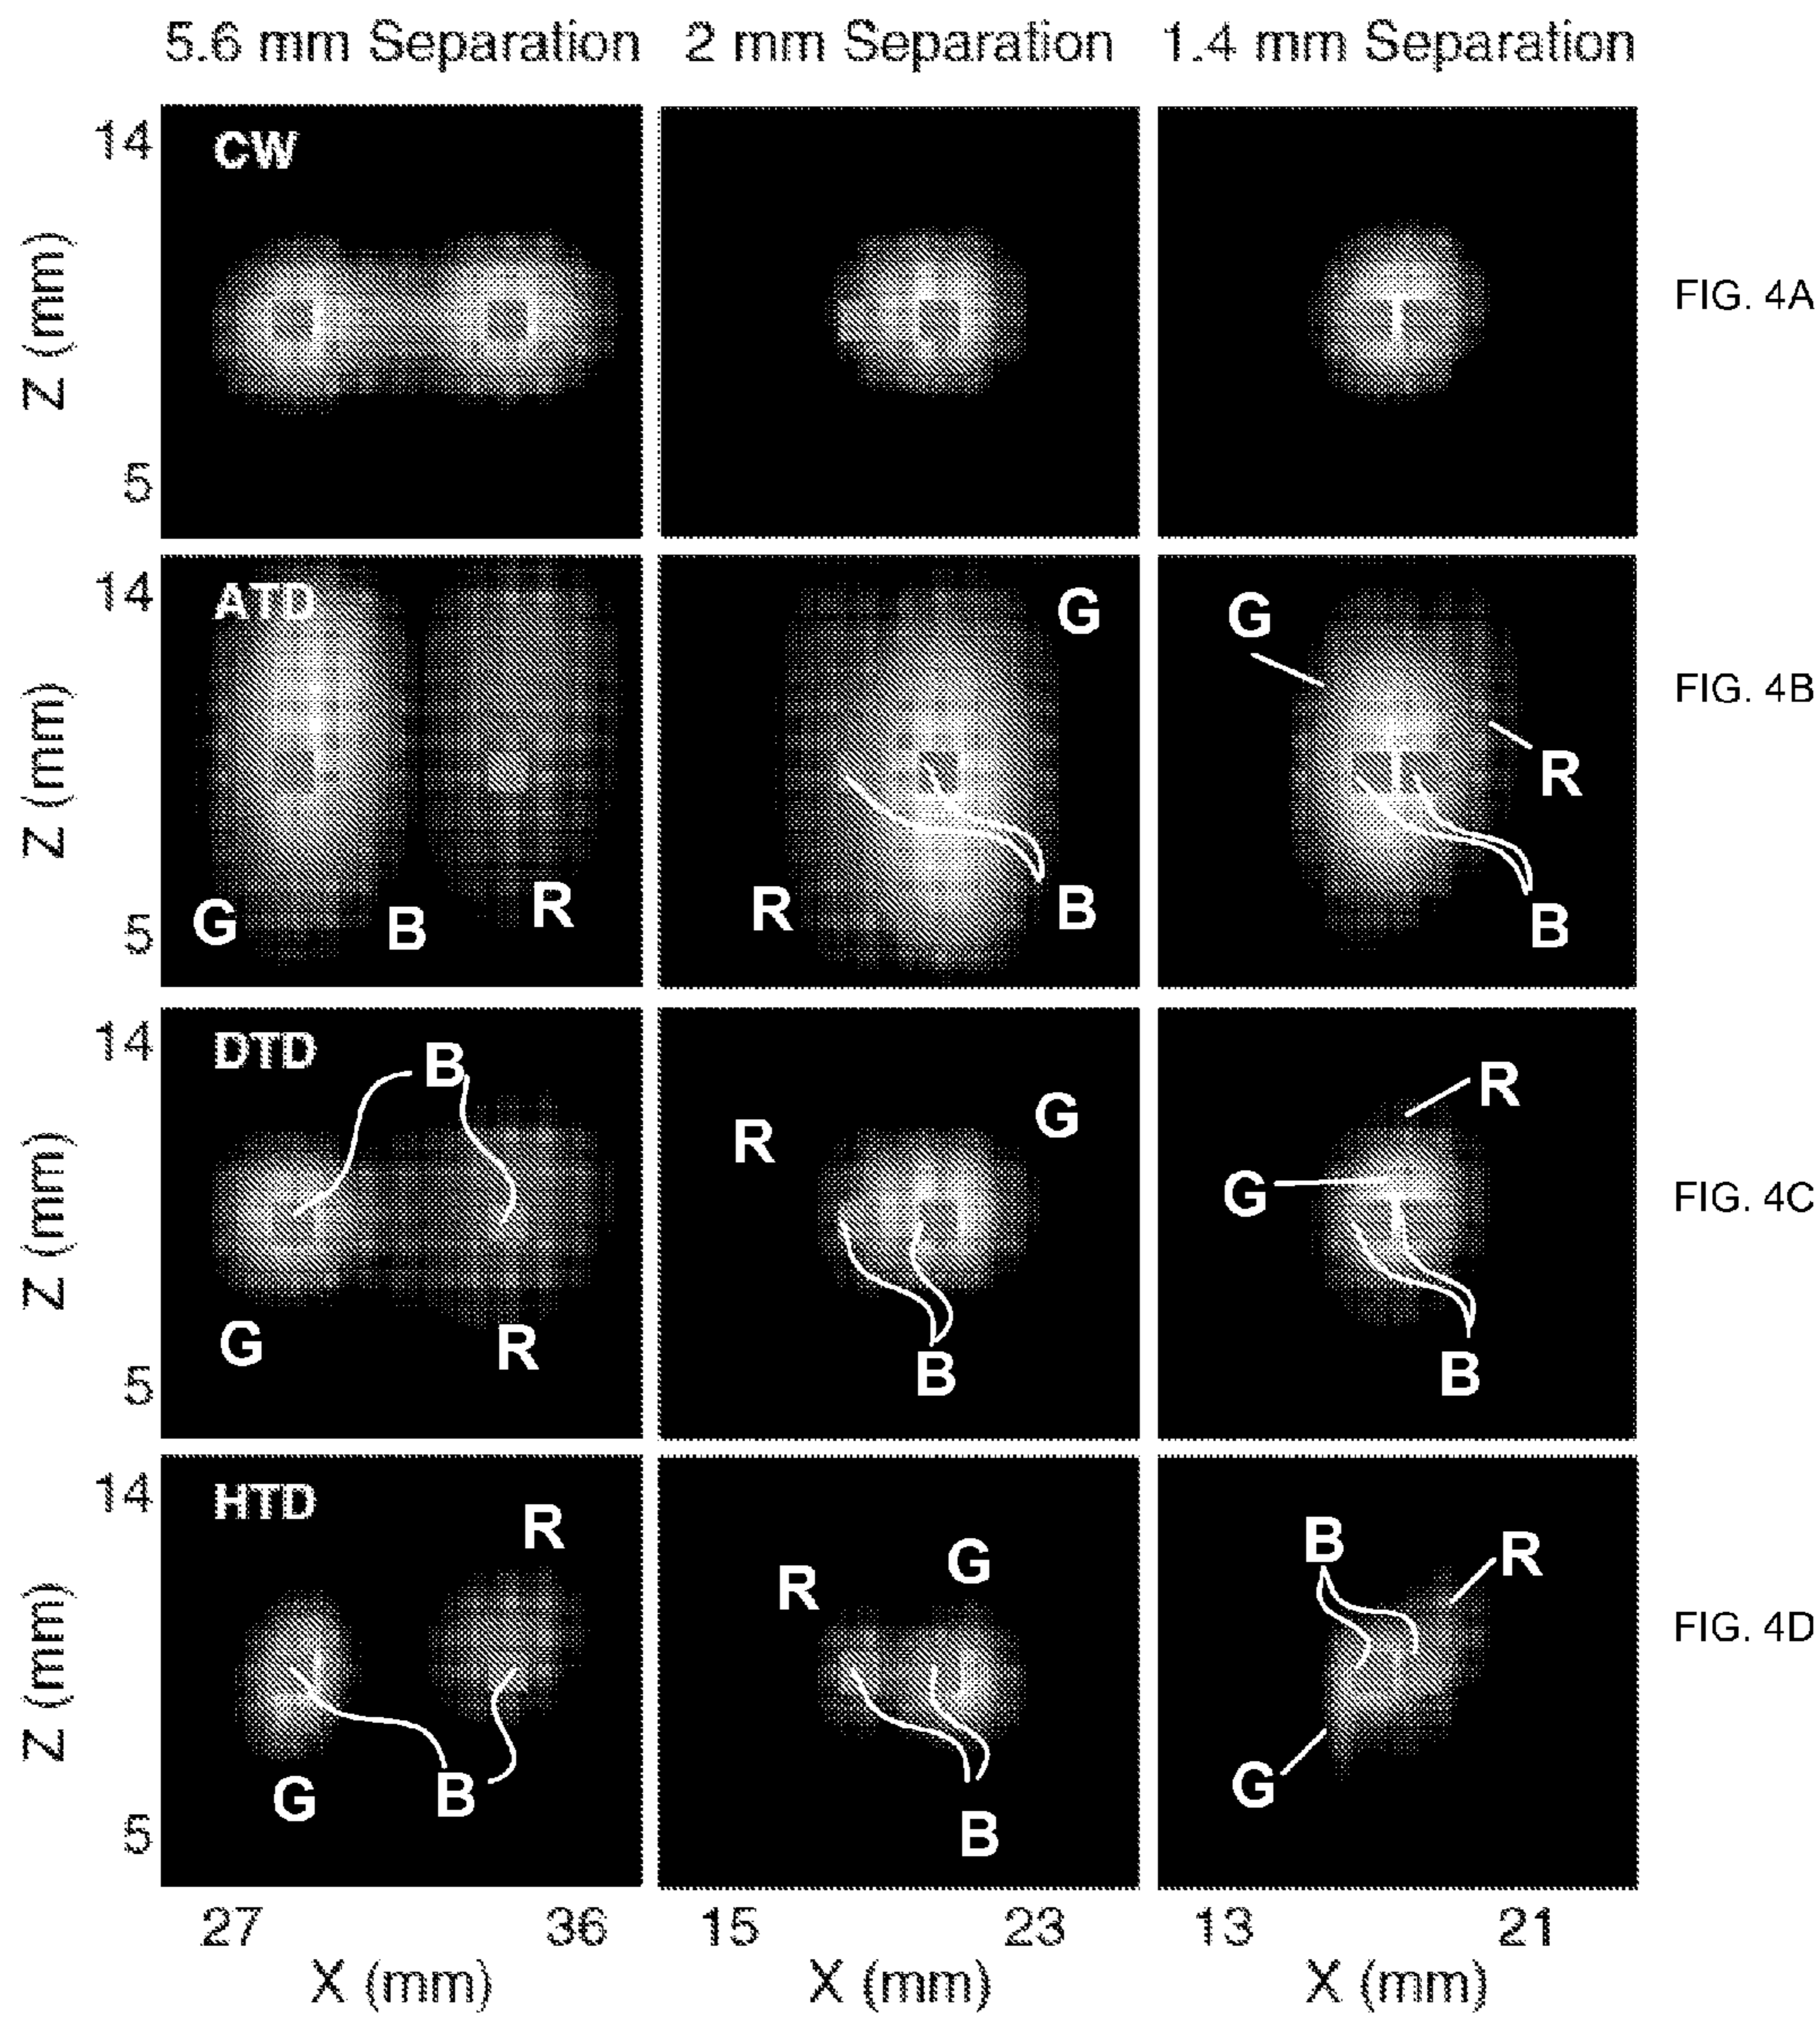 5.6 mm Separation 2 mm Separation 1.4 mm Separation
14
CW
Z (mm)
FIG. 4A
5
14
ATD
G
G
Z (mm)
FIG. 4B
R
G
B
R
R
B
B
5
14
DTD
B
R
R
G
Z (mm)
G
FIG. 4C
G
R
B
B
5
14
HTD
R
B
R
G
R
Z (mm)
FIG. 4D
G
B
G
B
5
27 36 15 23 13 21
X (mm) X (mm) X (mm)